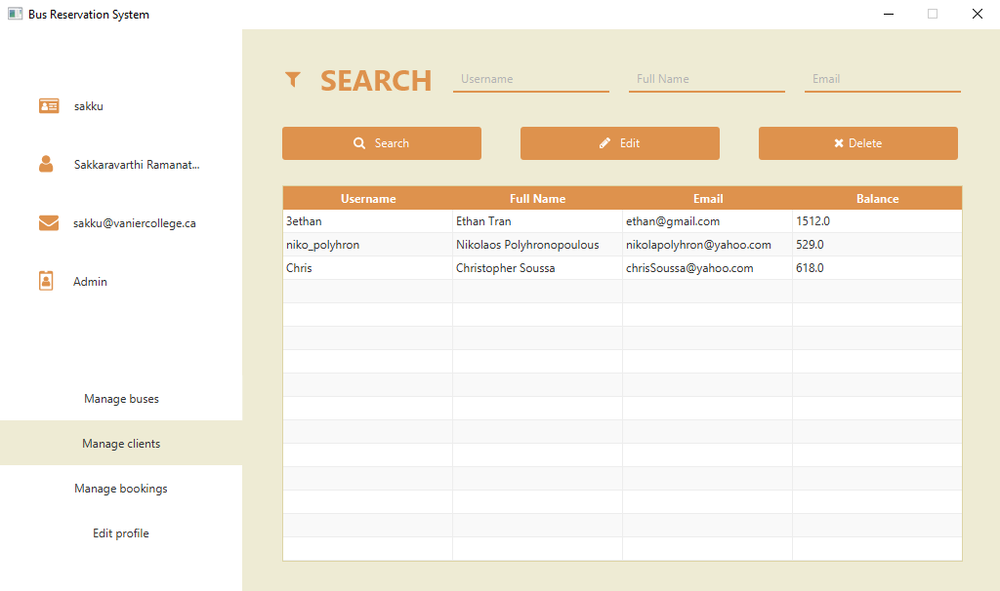 Bus Reservation System
sakku
Sakkaravarthi Ramanat...
sakku@vaniercollege.ca
Admin
Manage buses
Manage clients
Manage bookings
Edit profile
SEARCH Username Full Name Email
Search Edit Delete
Username Full Name Email Balance
3ethan Ethan Tran ethan@gmail.com 1512.0
niko_polyhron Nikolaos Polyhronopoulous nikolapolyhron@yahoo.com 529.0
Chris Christopher Soussa chrisSoussa@yahoo.com 618.0